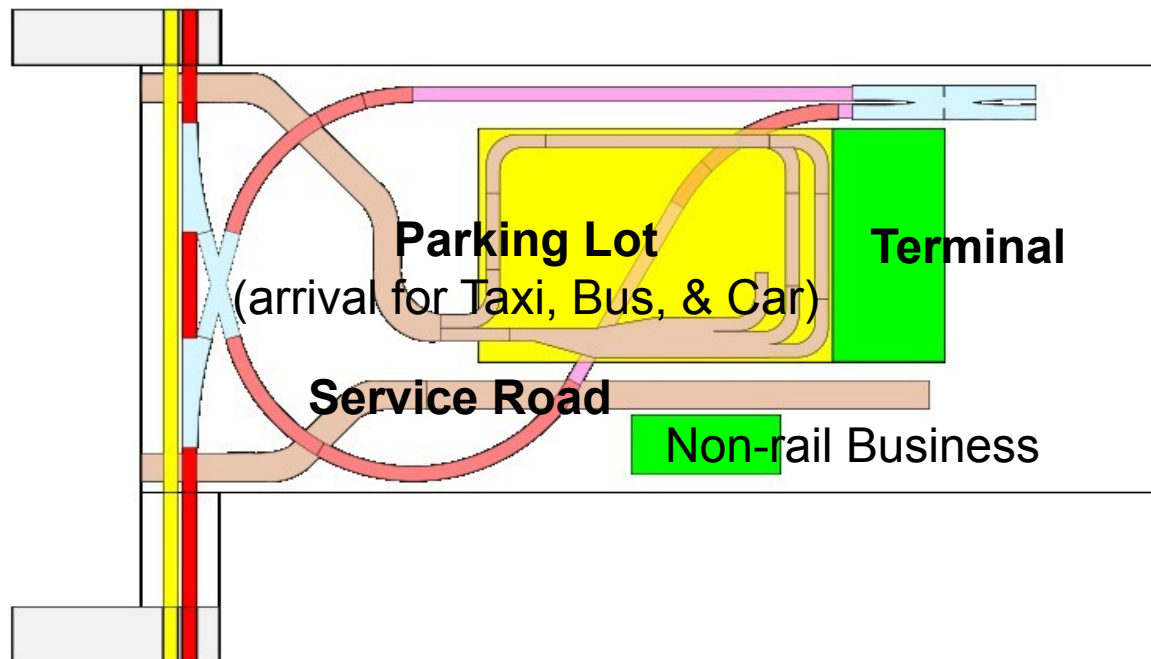 Parking Lot
(arrival for Taxi, Bus, & Car)
Terminal
Service Road
Non-rail Business